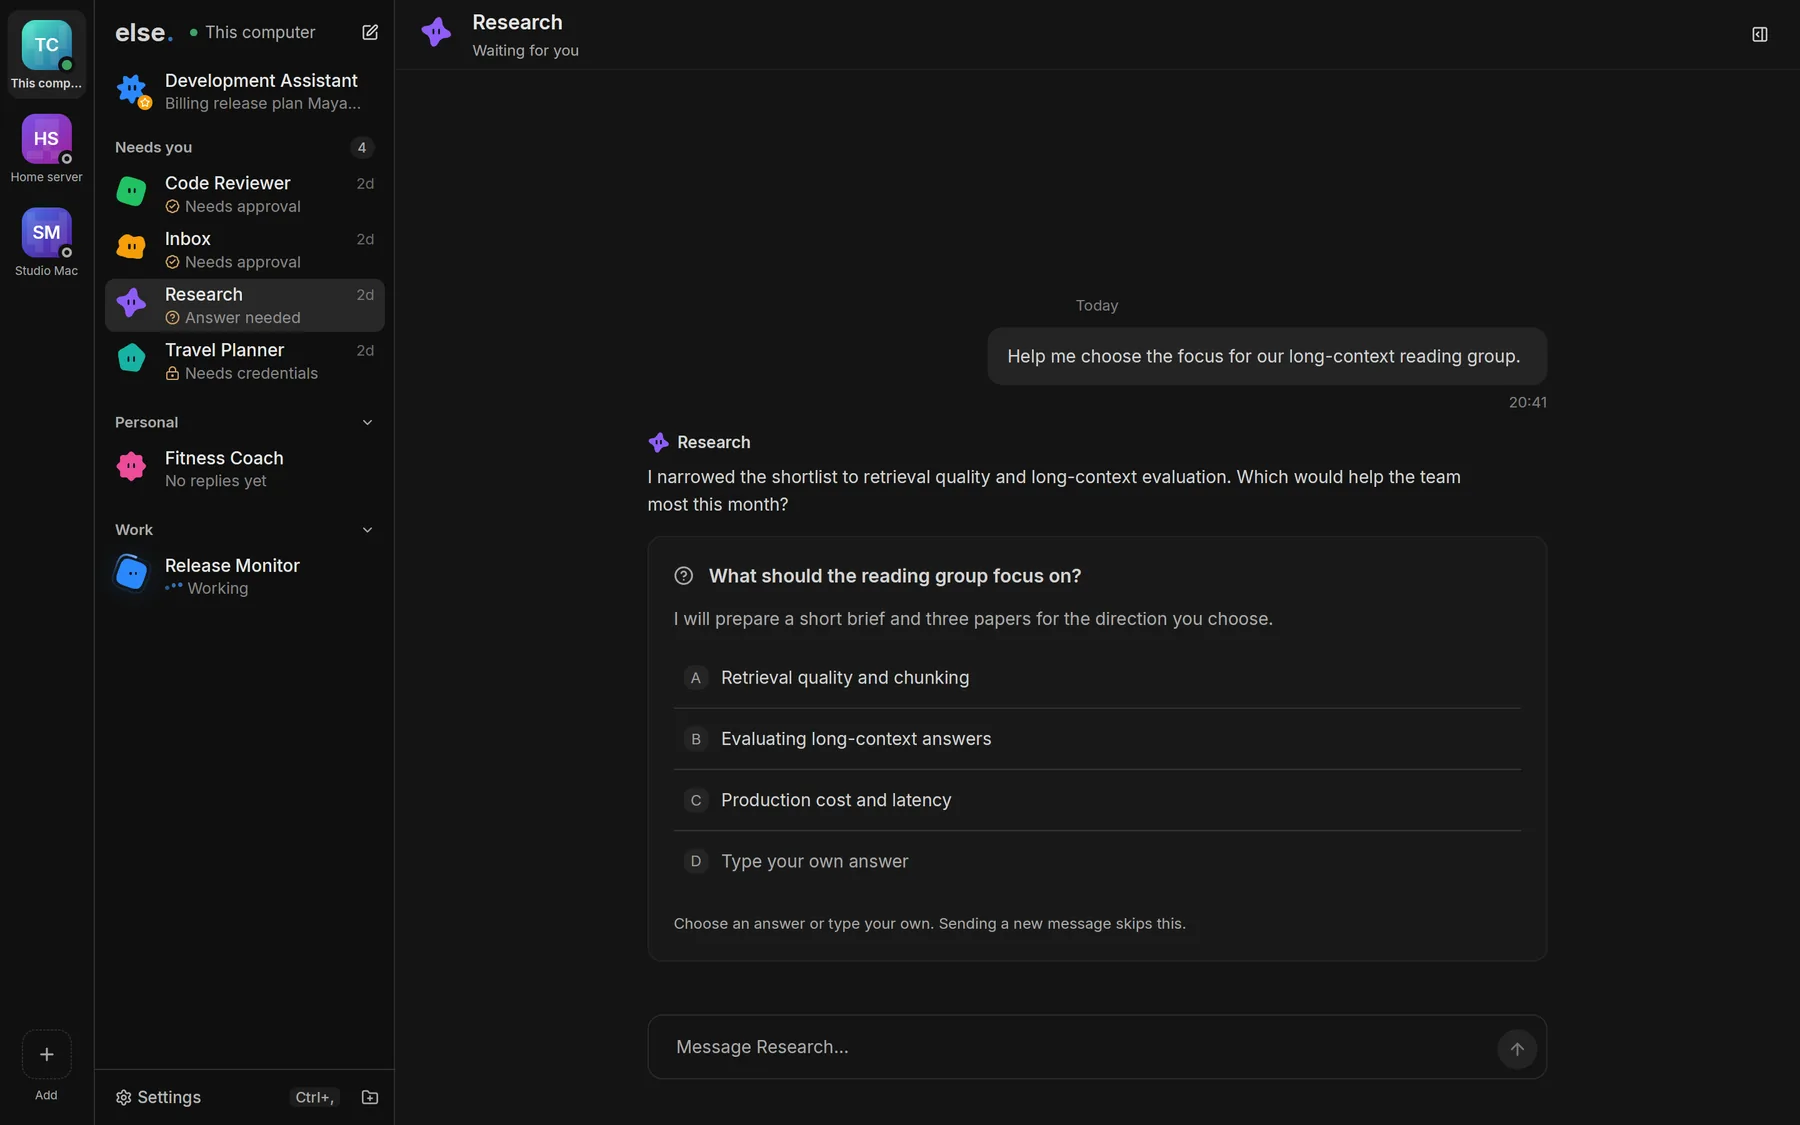 TC
This comp...
HS
Home server
SM
Studio Mac
Add
else.
This computer
Development Assistant
Billing release plan Maya...
Needs you
4
Code Reviewer
2d
Needs approval
Inbox
2d
Needs approval
Research
2d
Answer needed
Travel Planner
2d
Needs credentials
Personal
Fitness Coach
No replies yet
Work
Release Monitor
Working
Settings
Ctrl+,
Research
Waiting for you
Today
Help me choose the focus for our long-context reading group.
20:41
Research
I narrowed the shortlist to retrieval quality and long-context evaluation. Which would help the team
most this month?
What should the reading group focus on?
I will prepare a short brief and three papers for the direction you choose.
A Retrieval quality and chunking
B Evaluating long-context answers
C Production cost and latency
D Type your own answer
Choose an answer or type your own. Sending a new message skips this.
Message Research...